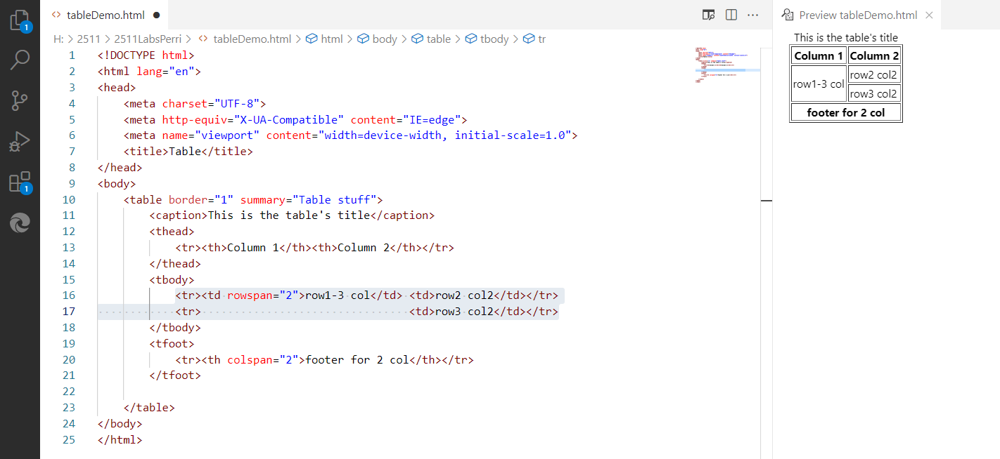 tableDemo.html
Preview tableDemo.html
H: > 2511 > 2511LabsPerri > tableDemo.html > html > body > table > tbody > tr
1 <!DOCTYPE html>
2 <html lang="en">
3 <head>
4     <meta charset="UTF-8">
5     <meta http-equiv="X-UA-Compatible" content="IE=edge">
6     <meta name="viewport" content="width=device-width, initial-scale=1.0">
7     <title>Table</title>
8 </head>
9 <body>
10     <table border="1" summary="Table stuff">
11         <caption>This is the table's title</caption>
12         <thead>
13             <tr><th>Column 1</th><th>Column 2</th></tr>
14         </thead>
15         <tbody>
16             <tr><td rowspan="2">row1-3 col</td> <td>row2 col2</td></tr>
17             <tr>                                <td>row3 col2</td></tr>
18         </tbody>
19         <tfoot>
20             <tr><th colspan="2">footer for 2 col</th></tr>
21         </tfoot>
22
23     </table>
24 </body>
25 </html>
1
1
This is the table's title
Column 1 Column 2
row1-3 col row2 col2
row3 col2
footer for 2 col